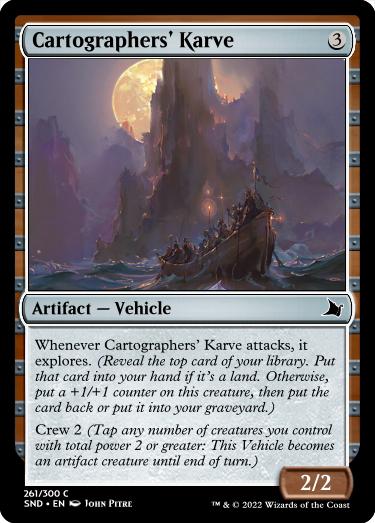 Cartographers' Karve 3
Artifact — Vehicle
Whenever Cartographers' Karve attacks, it
explores. (Reveal the top card of your library. Put
that card into your hand if it's a land. Otherwise,
put a +1/+1 counter on this creature, then put the
card back or put it into your graveyard.)
Crew 2 (Tap any number of creatures you control
with total power 2 or greater: This Vehicle becomes
an artifact creature until end of turn.)
2/2
261/300 C
SND • EN John Pitre
™ & © 2022 Wizards of the Coast